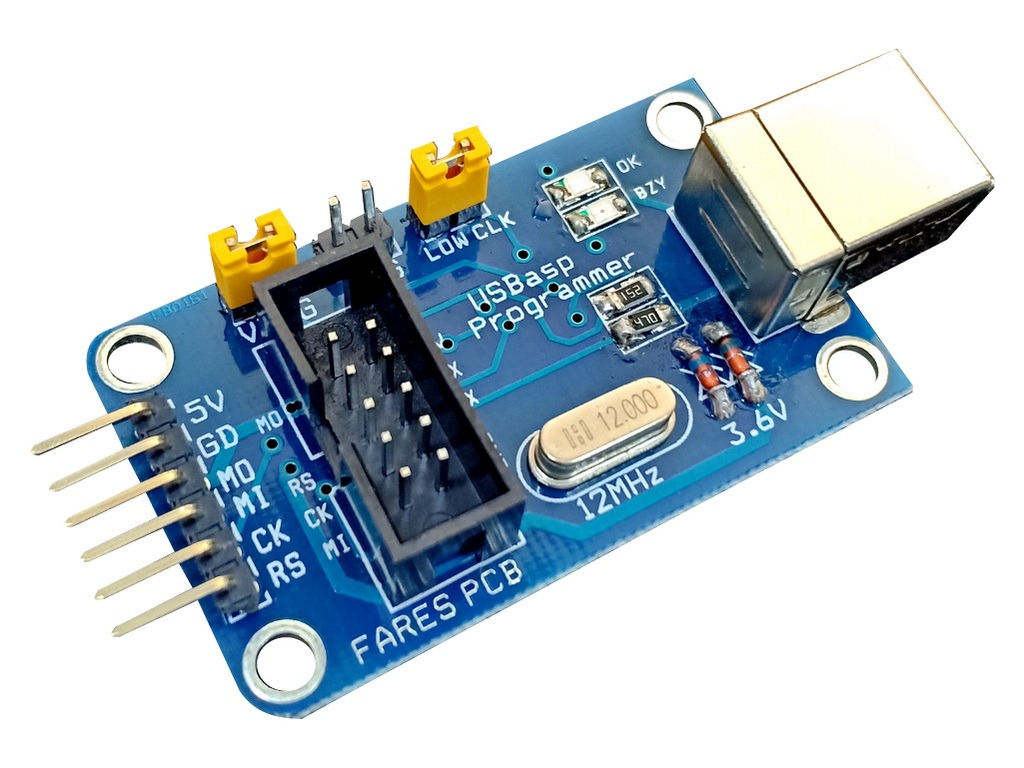 OK
BZY
LOW CLK
USBasp
Programmer
152
470
X
X
3.6V
12.000
12MHz
5V
GD
MO
MI
CK
RS
MO
RS
CK
MI
FARES PCB